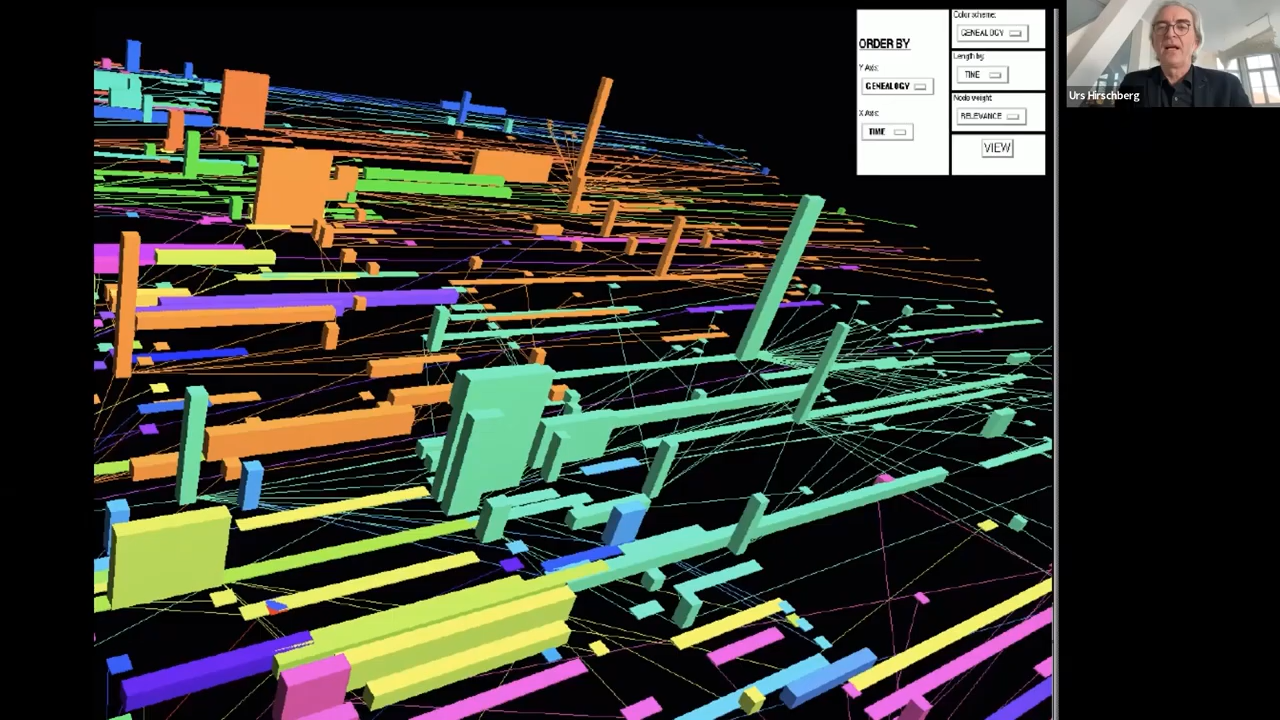 ORDER BY
Y Axis:
GENEALOGY
X Axis:
TIME
Color scheme:
GENEALOGY
Length by:
TIME
Node weight:
RELEVANCE
VIEW
Urs Hirschberg